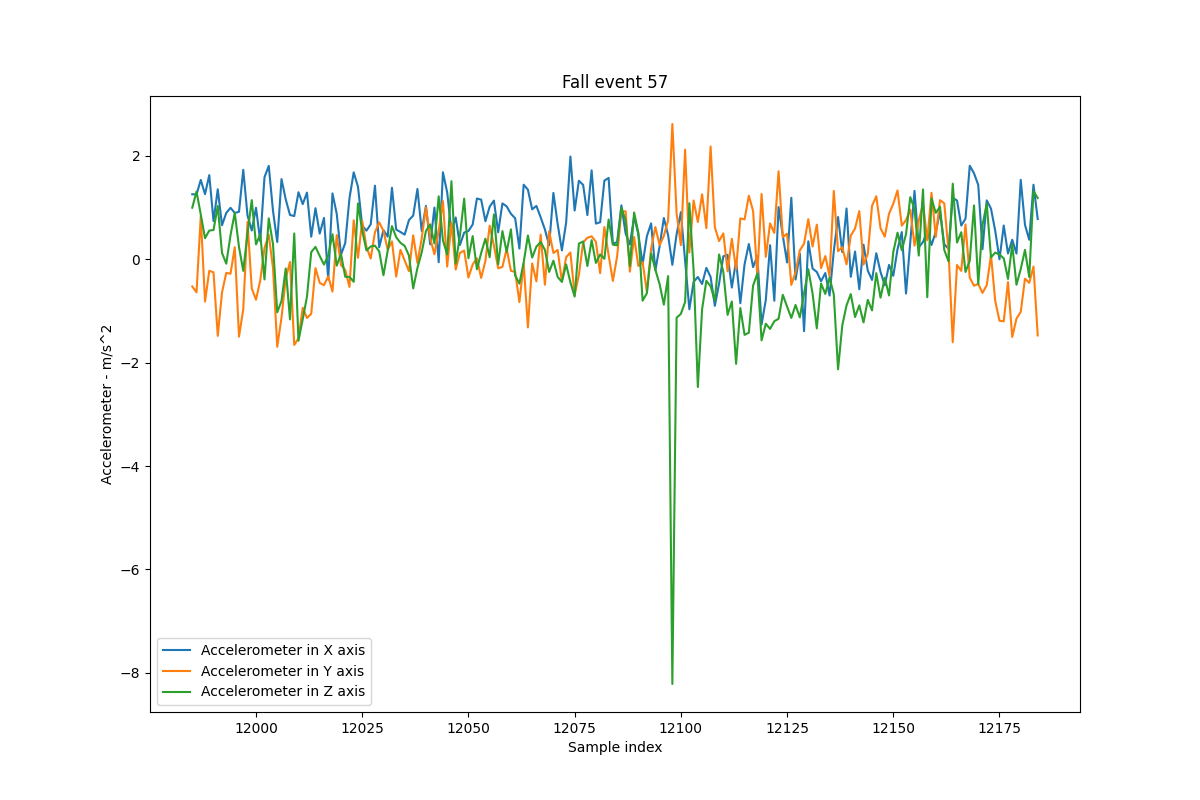 Fall event 57
Accelerometer - m/s^2
2
0
−2
−4
−6
−8
Accelerometer in X axis
Accelerometer in Y axis
Accelerometer in Z axis
12000 12025 12050 12075 12100 12125 12150 12175
Sample index